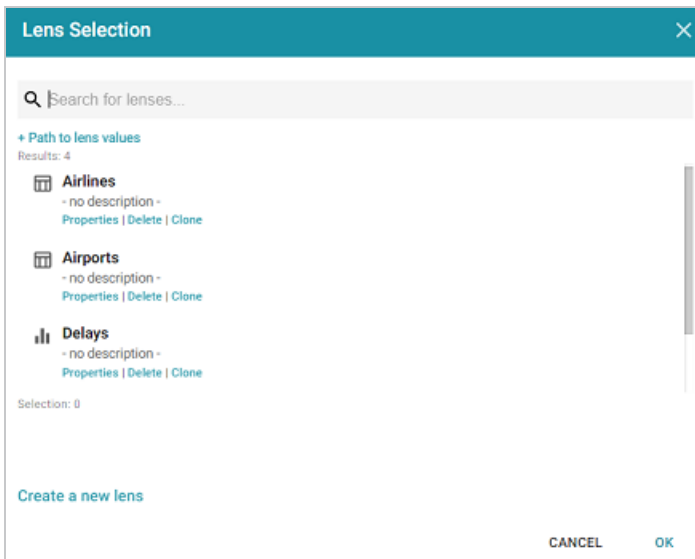 Lens Selection
Search for lenses...
+ Path to lens values
Results: 4
Airlines
- no description -
Properties | Delete | Clone
Airports
- no description -
Properties | Delete | Clone
Delays
- no description -
Properties | Delete | Clone
Selection: 0
Create a new lens
CANCEL OK